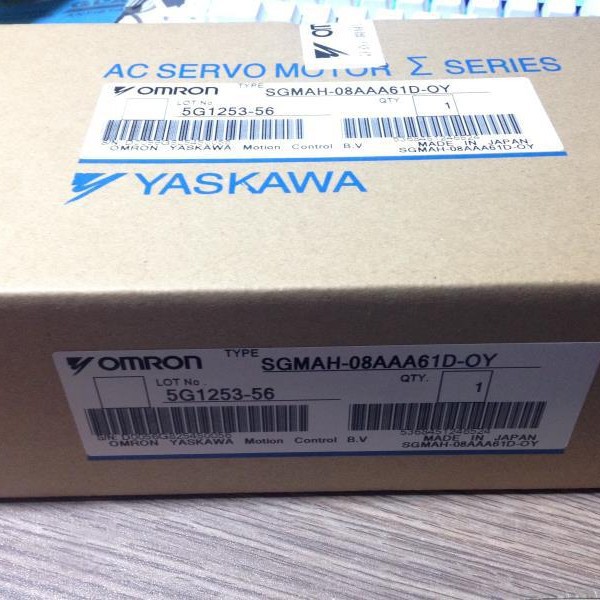 AC SERVO MOTOR Σ SERIES
OMRON TYPE SGMAH-08AAA61D-OY
LOT No. 5G1253-56 QTY. 1
OMRON YASKAWA Motion Control B.V MADE IN JAPAN
SGMAH-08AAA61D-OY
YASKAWA
OMRON TYPE SGMAH-08AAA61D-OY
LOT No. 5G1253-56 QTY. 1
OMRON YASKAWA Motion Control B.V MADE IN JAPAN
SGMAH-08AAA61D-OY